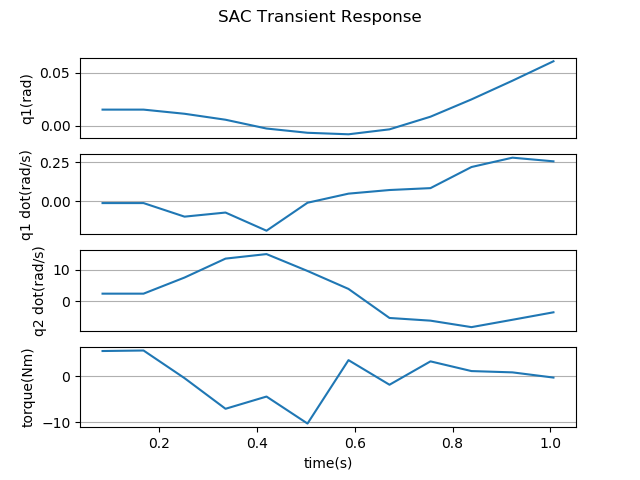 SAC Transient Response
0.05
0.00
q1(rad)
0.25
0.00
q1 dot(rad/s)
10
0
q2 dot(rad/s)
0
−10
torque(Nm)
0.2 0.4 0.6 0.8 1.0
time(s)